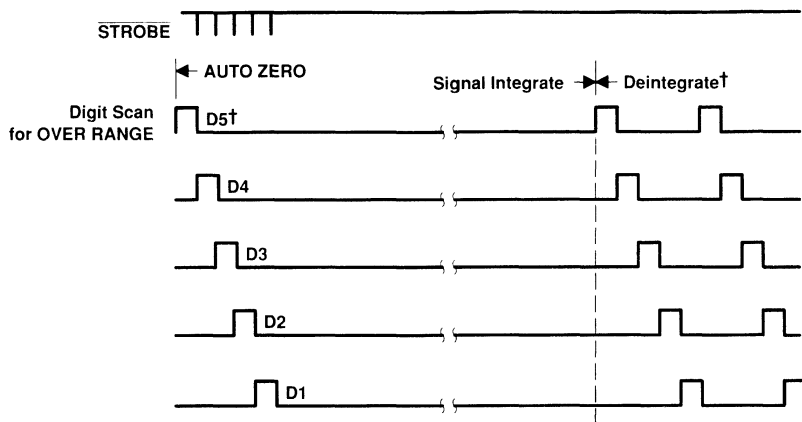 STROBE
AUTO ZERO
Signal Integrate
Deintegrate†
Digit Scan
for OVER RANGE
D5†
D4
D3
D2
D1